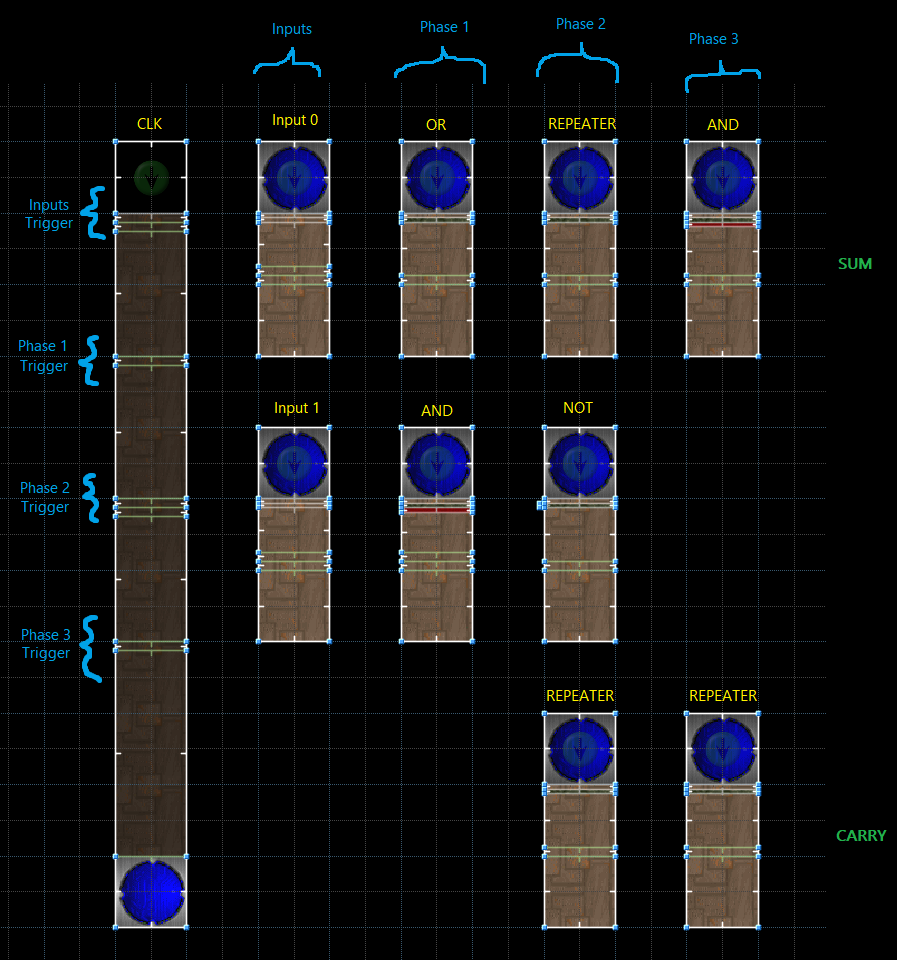 Inputs
Phase 1
Phase 2
Phase 3
CLK
Input 0
OR
REPEATER
AND
Inputs
Trigger
SUM
Phase 1
Trigger
Input 1
AND
NOT
Phase 2
Trigger
Phase 3
Trigger
REPEATER
REPEATER
CARRY